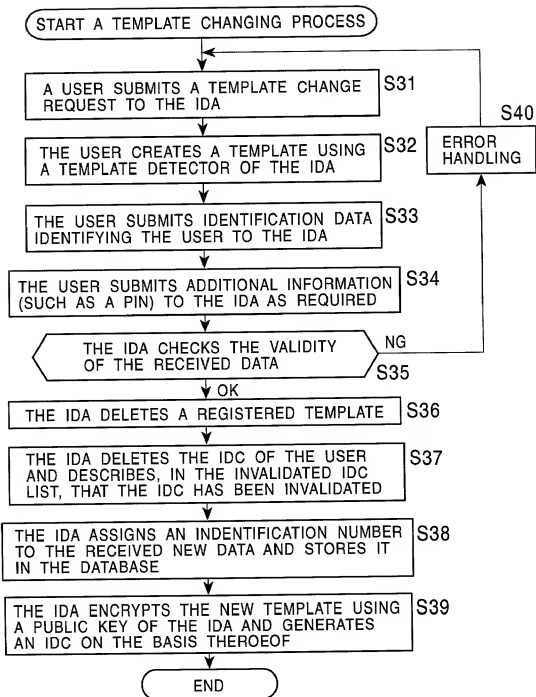 START A TEMPLATE CHANGING PROCESS
A USER SUBMITS A TEMPLATE CHANGE
REQUEST TO THE IDA
S31
S40
ERROR
HANDLING
THE USER CREATES A TEMPLATE USING
A TEMPLATE DETECTOR OF THE IDA
S32
THE USER SUBMITS IDENTIFICATION DATA
IDENTIFYING THE USER TO THE IDA
S33
THE USER SUBMITS ADDITIONAL INFORMATION
(SUCH AS A PIN) TO THE IDA AS REQUIRED
S34
THE IDA CHECKS THE VALIDITY
OF THE RECEIVED DATA
NG
S35
OK
THE IDA DELETES A REGISTERED TEMPLATE
S36
THE IDA DELETES THE IDC OF THE USER
AND DESCRIBES, IN THE INVALIDATED IDC
LIST, THAT THE IDC HAS BEEN INVALIDATED
S37
THE IDA ASSIGNS AN INDENTIFICATION NUMBER
TO THE RECEIVED NEW DATA AND STORES IT
IN THE DATABASE
S38
THE IDA ENCRYPTS THE NEW TEMPLATE USING
A PUBLIC KEY OF THE IDA AND GENERATES
AN IDC ON THE BASIS THEROEOF
S39
END